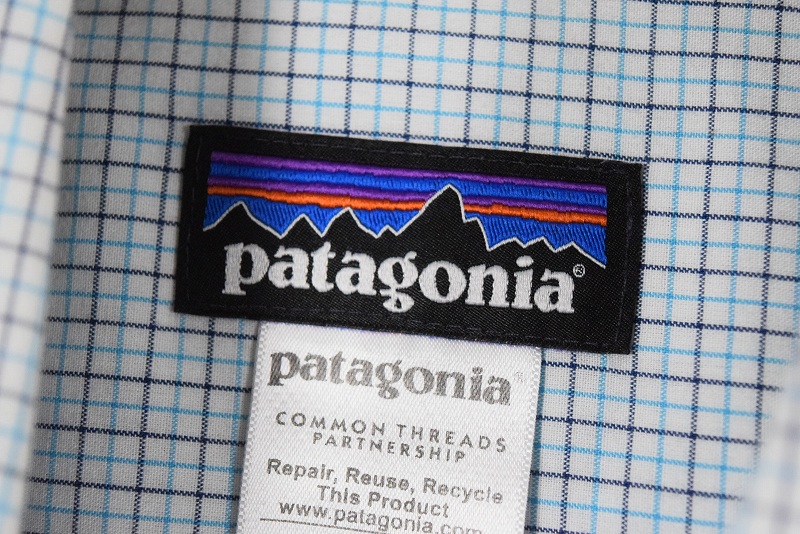 patagonia®
patagonia®
COMMON THREADS
PARTNERSHIP
Repair, Reuse, Recycle
This Product
www.patagonia.com